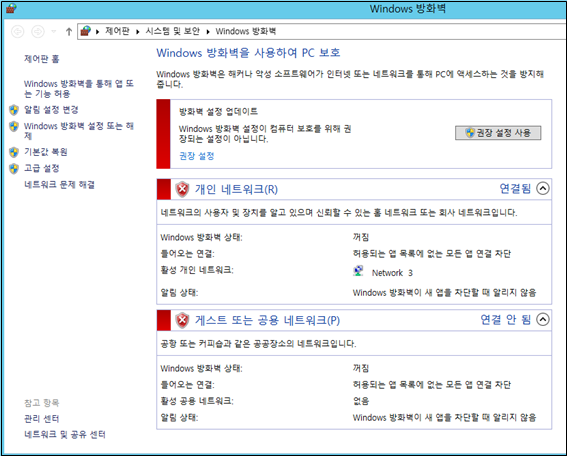 Windows 방화벽
제어판 ▸ 시스템 및 보안 ▸ Windows 방화벽
제어판 홈
Windows 방화벽을 통해 앱 또
는 기능 허용
알림 설정 변경
Windows 방화벽 설정 또는 해
제
기본값 복원
고급 설정
네트워크 문제 해결
참고 항목
관리 센터
네트워크 및 공유 센터
Windows 방화벽을 사용하여 PC 보호
Windows 방화벽은 해커나 악성 소프트웨어가 인터넷 또는 네트워크를 통해 PC에 액세스하는 것을 방지해
줍니다.
방화벽 설정 업데이트
Windows 방화벽 설정이 컴퓨터 보호를 위해 권
장되는 설정이 아닙니다.
권장 설정 사용
권장 설정
개인 네트워크(R) 연결됨
네트워크의 사용자 및 장치를 알고 있으며 신뢰할 수 있는 홈 네트워크 또는 회사 네트워크입니다.
Windows 방화벽 상태: 꺼짐
들어오는 연결: 허용되는 앱 목록에 없는 모든 앱 연결 차단
활성 개인 네트워크: Network 3
알림 상태: Windows 방화벽이 새 앱을 차단할 때 알리지 않음
게스트 또는 공용 네트워크(P) 연결 안 됨
공항 또는 커피숍과 같은 공공장소의 네트워크입니다.
Windows 방화벽 상태: 꺼짐
들어오는 연결: 허용되는 앱 목록에 없는 모든 앱 연결 차단
활성 공용 네트워크: 없음
알림 상태: Windows 방화벽이 새 앱을 차단할 때 알리지 않음